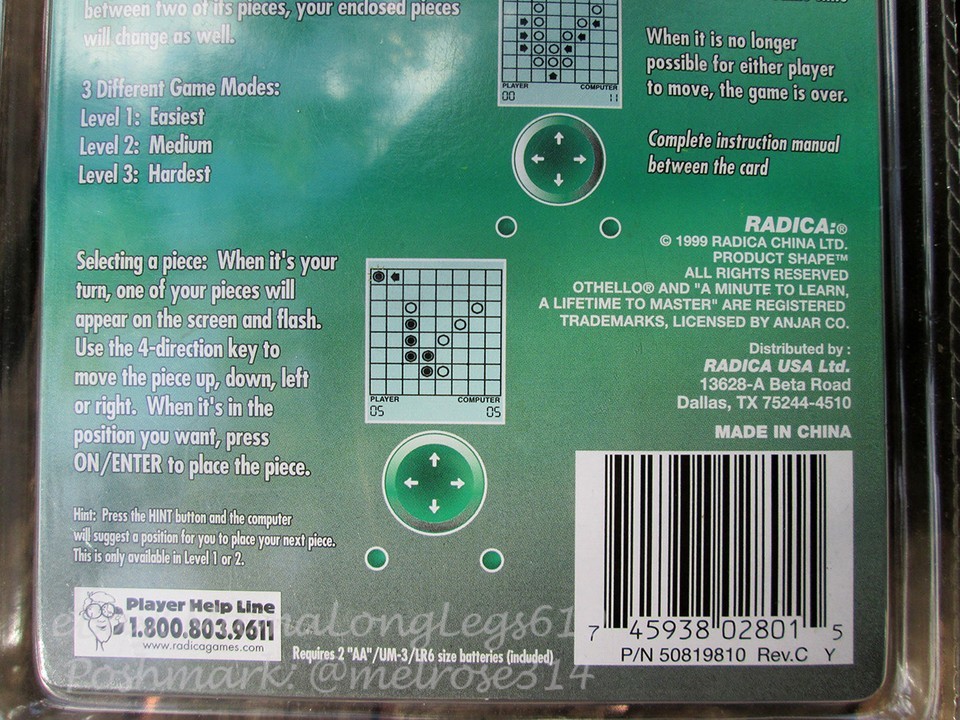 between two of its pieces, your enclosed pieces
will change as well.
3 Different Game Modes:
Level 1: Easiest
Level 2: Medium
Level 3: Hardest
PLAYER COMPUTER
00 11
When it is no longer
possible for either player
to move, the game is over.
Complete instruction manual
between the card
Selecting a piece: When it's your
turn, one of your pieces will
appear on the screen and flash.
Use the 4-direction key to
move the piece up, down, left
or right. When it's in the
position you want, press
ON/ENTER to place the piece.
Hint: Press the HINT button and the computer
will suggest a position for you to place your next piece.
This is only available in Level 1 or 2.
PLAYER COMPUTER
05 05
RADICA:®
© 1999 RADICA CHINA LTD.
PRODUCT SHAPE™
ALL RIGHTS RESERVED
OTHELLO® AND "A MINUTE TO LEARN,
A LIFETIME TO MASTER" ARE REGISTERED
TRADEMARKS, LICENSED BY ANJAR CO.
Distributed by :
RADICA USA Ltd.
13628-A Beta Road
Dallas, TX 75244-4510
MADE IN CHINA
7 45938 02801 5
P/N 50819810 Rev.C Y
Player Help Line
1.800.803.9611
www.radicagames.com
Requires 2 "AA"/UM-3/LR6 size batteries (included)
Poshmark: @melrose514